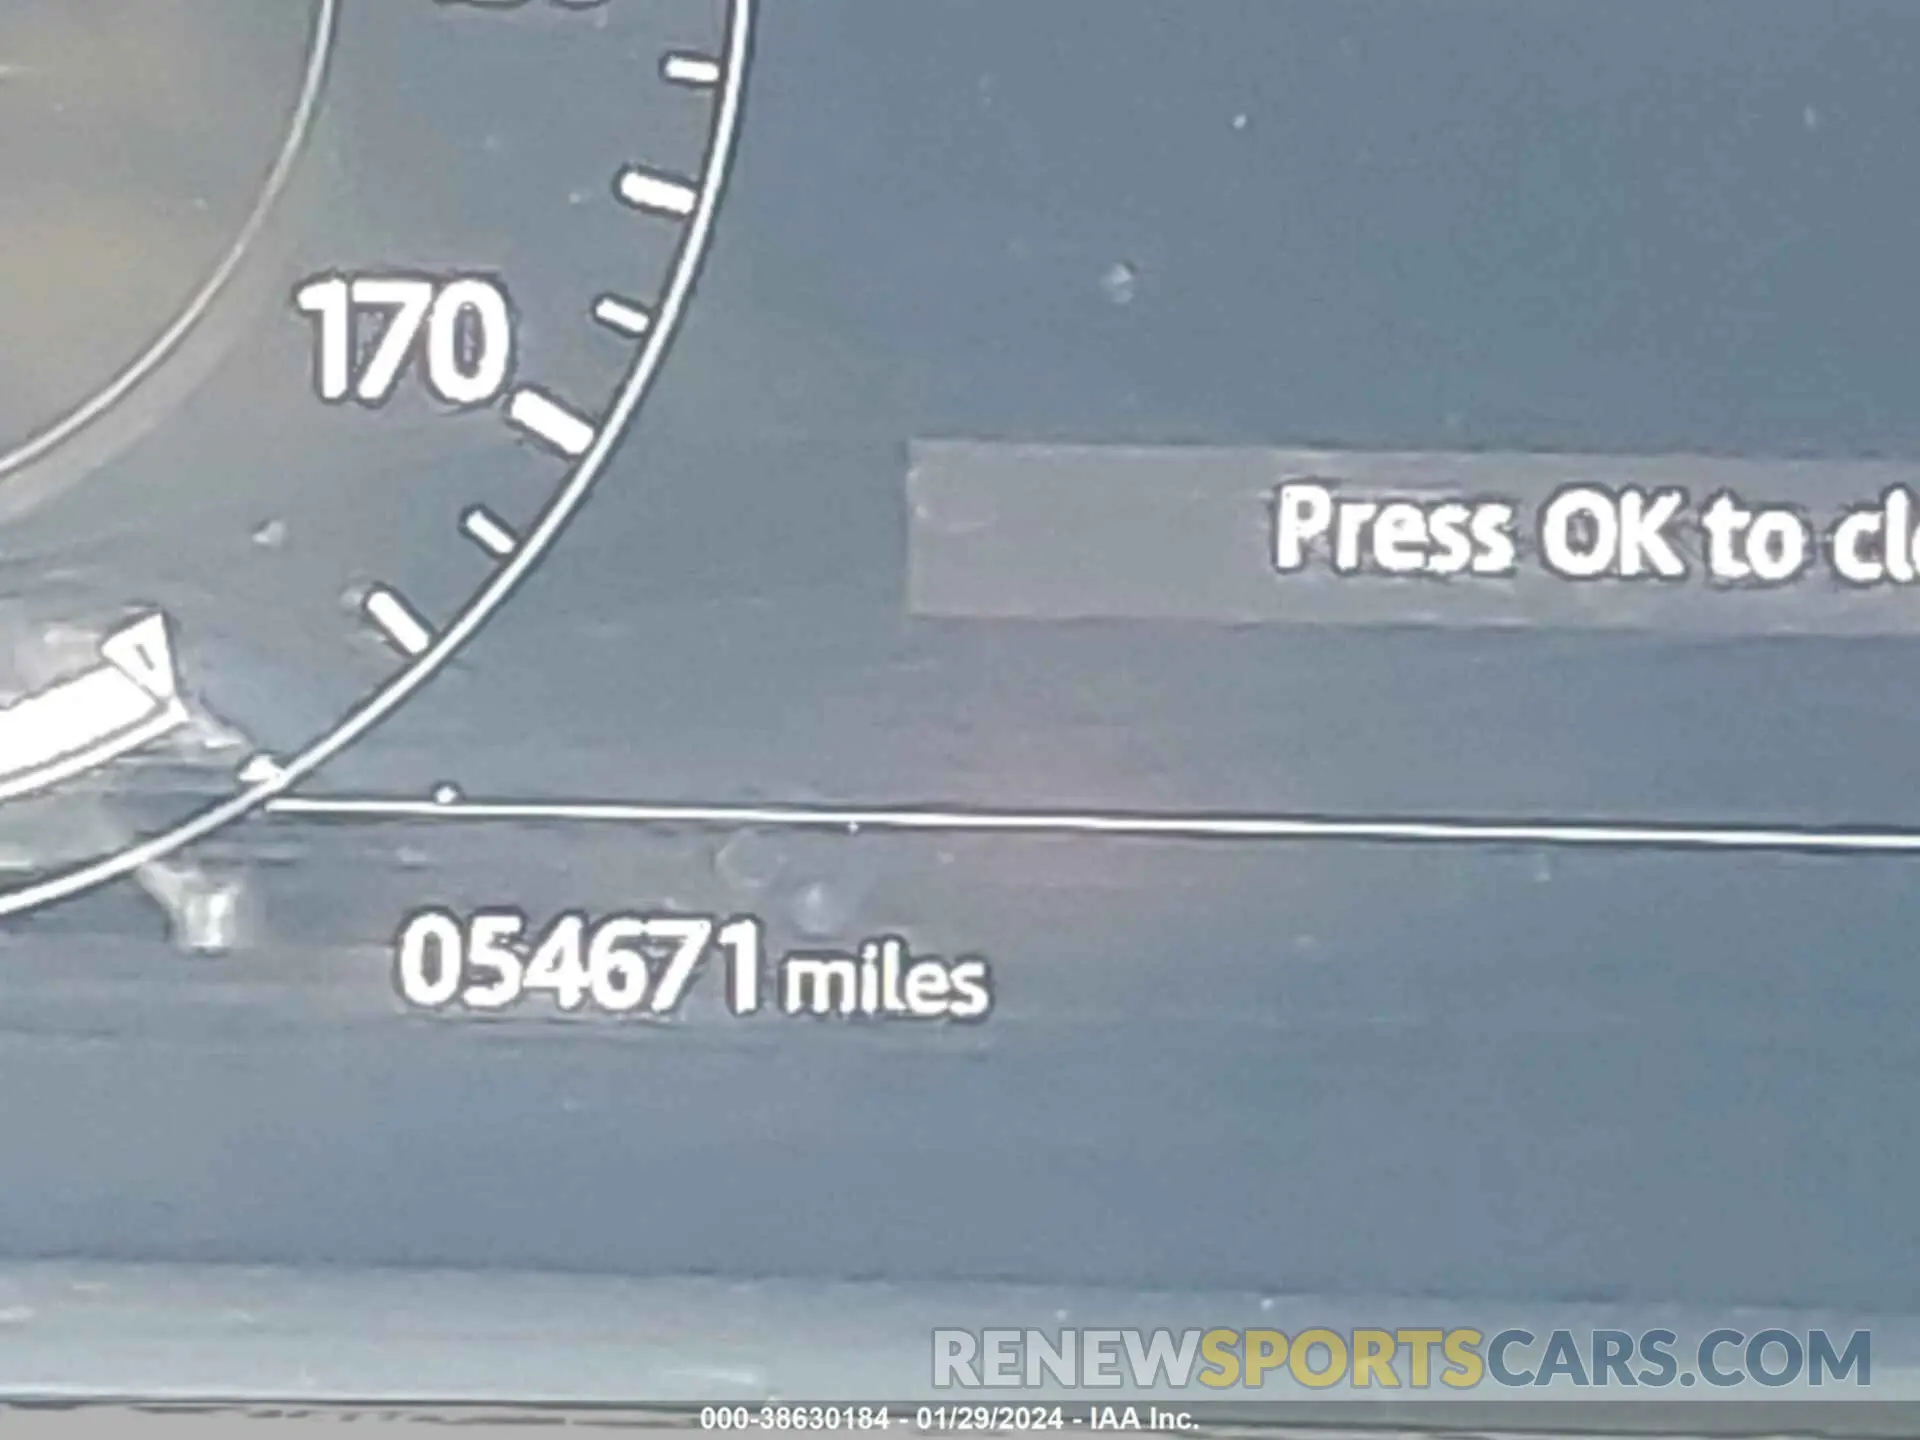 170
Press OK to cl
054671 miles
RENEWSPORTSCARS.COM
000-38630184 - 01/29/2024 - IAA Inc.